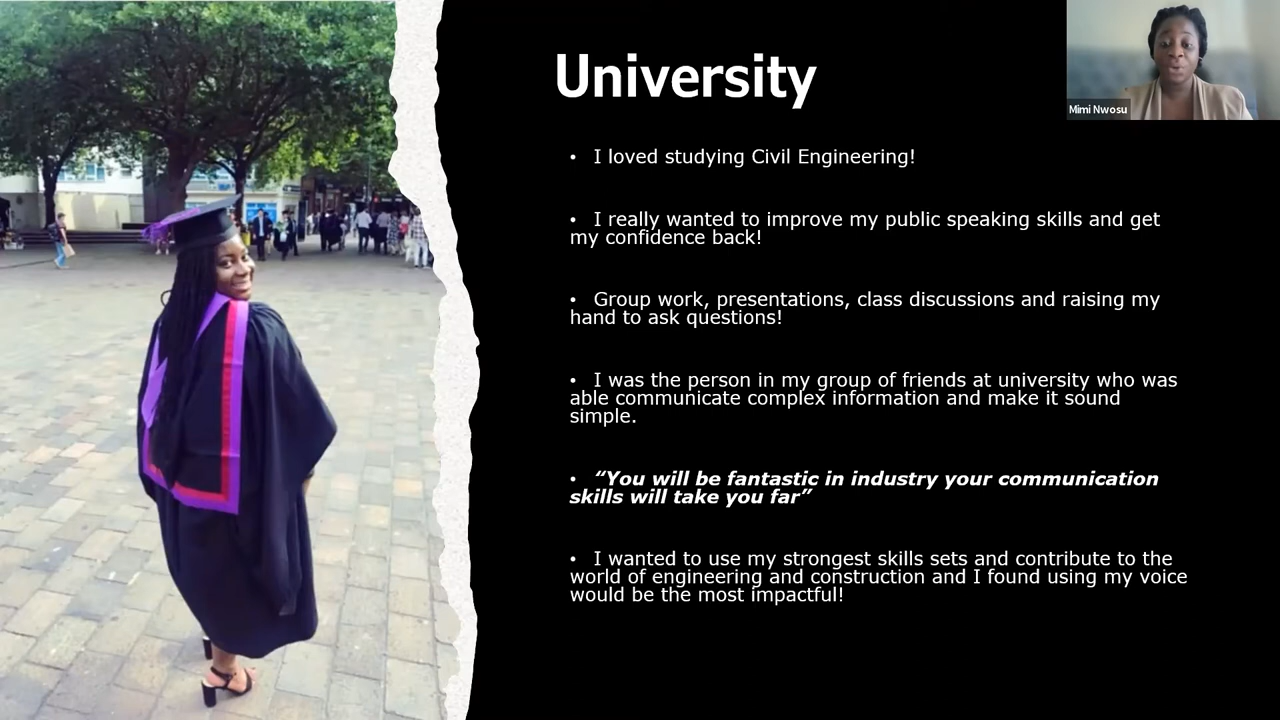 University
Mimi Nwosu
• I loved studying Civil Engineering!
• I really wanted to improve my public speaking skills and get
my confidence back!
• Group work, presentations, class discussions and raising my
hand to ask questions!
• I was the person in my group of friends at university who was
able communicate complex information and make it sound
simple.
• “You will be fantastic in industry your communication
skills will take you far”
• I wanted to use my strongest skills sets and contribute to the
world of engineering and construction and I found using my voice
would be the most impactful!